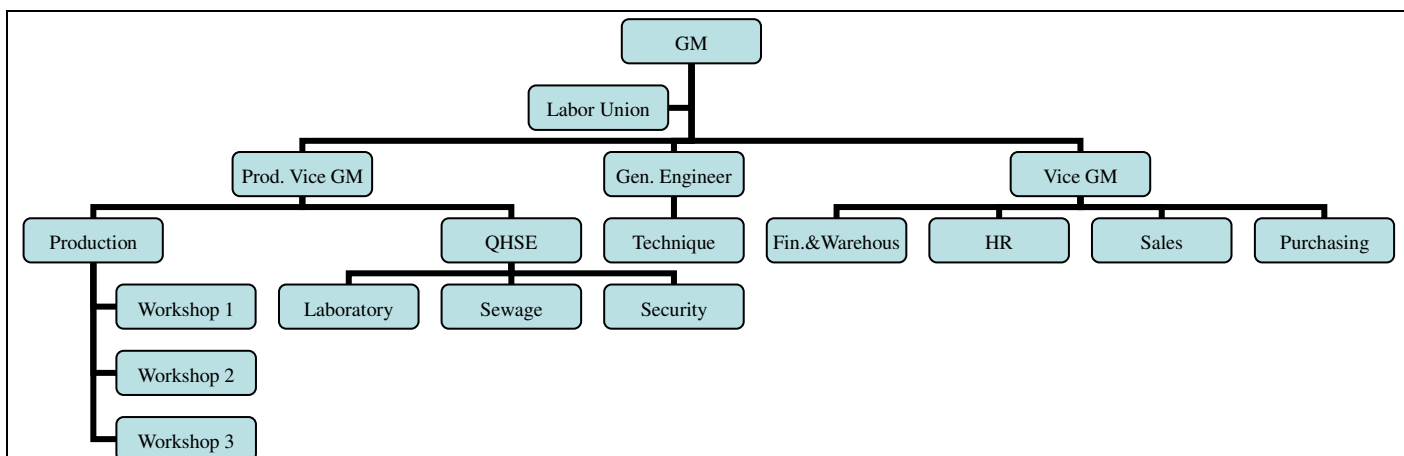 GM
Labor Union
Prod. Vice GM
Gen. Engineer
Vice GM
Production
QHSE
Technique
Fin.&Warehous
HR
Sales
Purchasing
Workshop 1
Laboratory
Sewage
Security
Workshop 2
Workshop 3